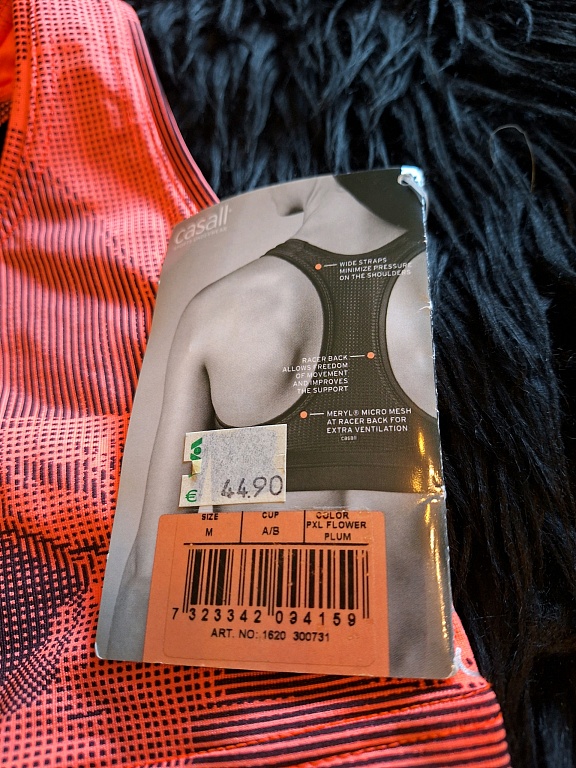 casall
WIDE STRAPS
MINIMIZE PRESSURE
ON THE SHOULDERS
RACER BACK
ALLOWS FREEDOM
OF MOVEMENT
AND IMPROVES
THE SUPPORT
MERYL® MICRO MESH
AT RACER BACK FOR
EXTRA VENTILATION
casall
€ 44.90
SIZE
M
CUP
A/B
COLOR
PXL FLOWER
PLUM
7 323342 094159
ART. NO: 1620 300731